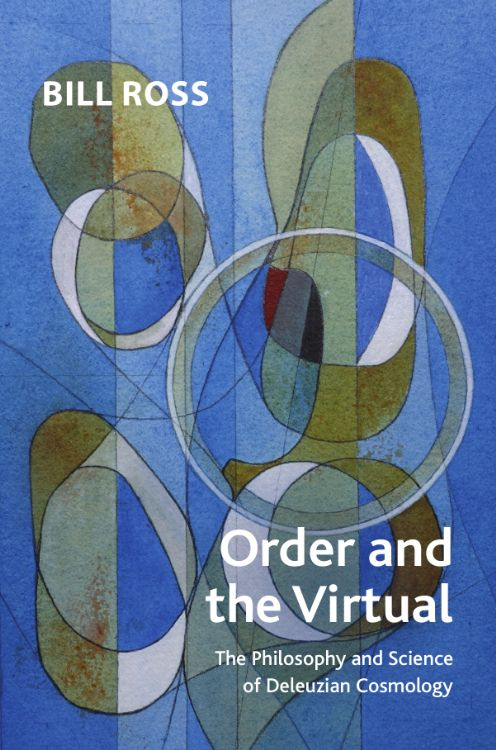 BILL ROSS
Order and
the Virtual
The Philosophy and Science
of Deleuzian Cosmology